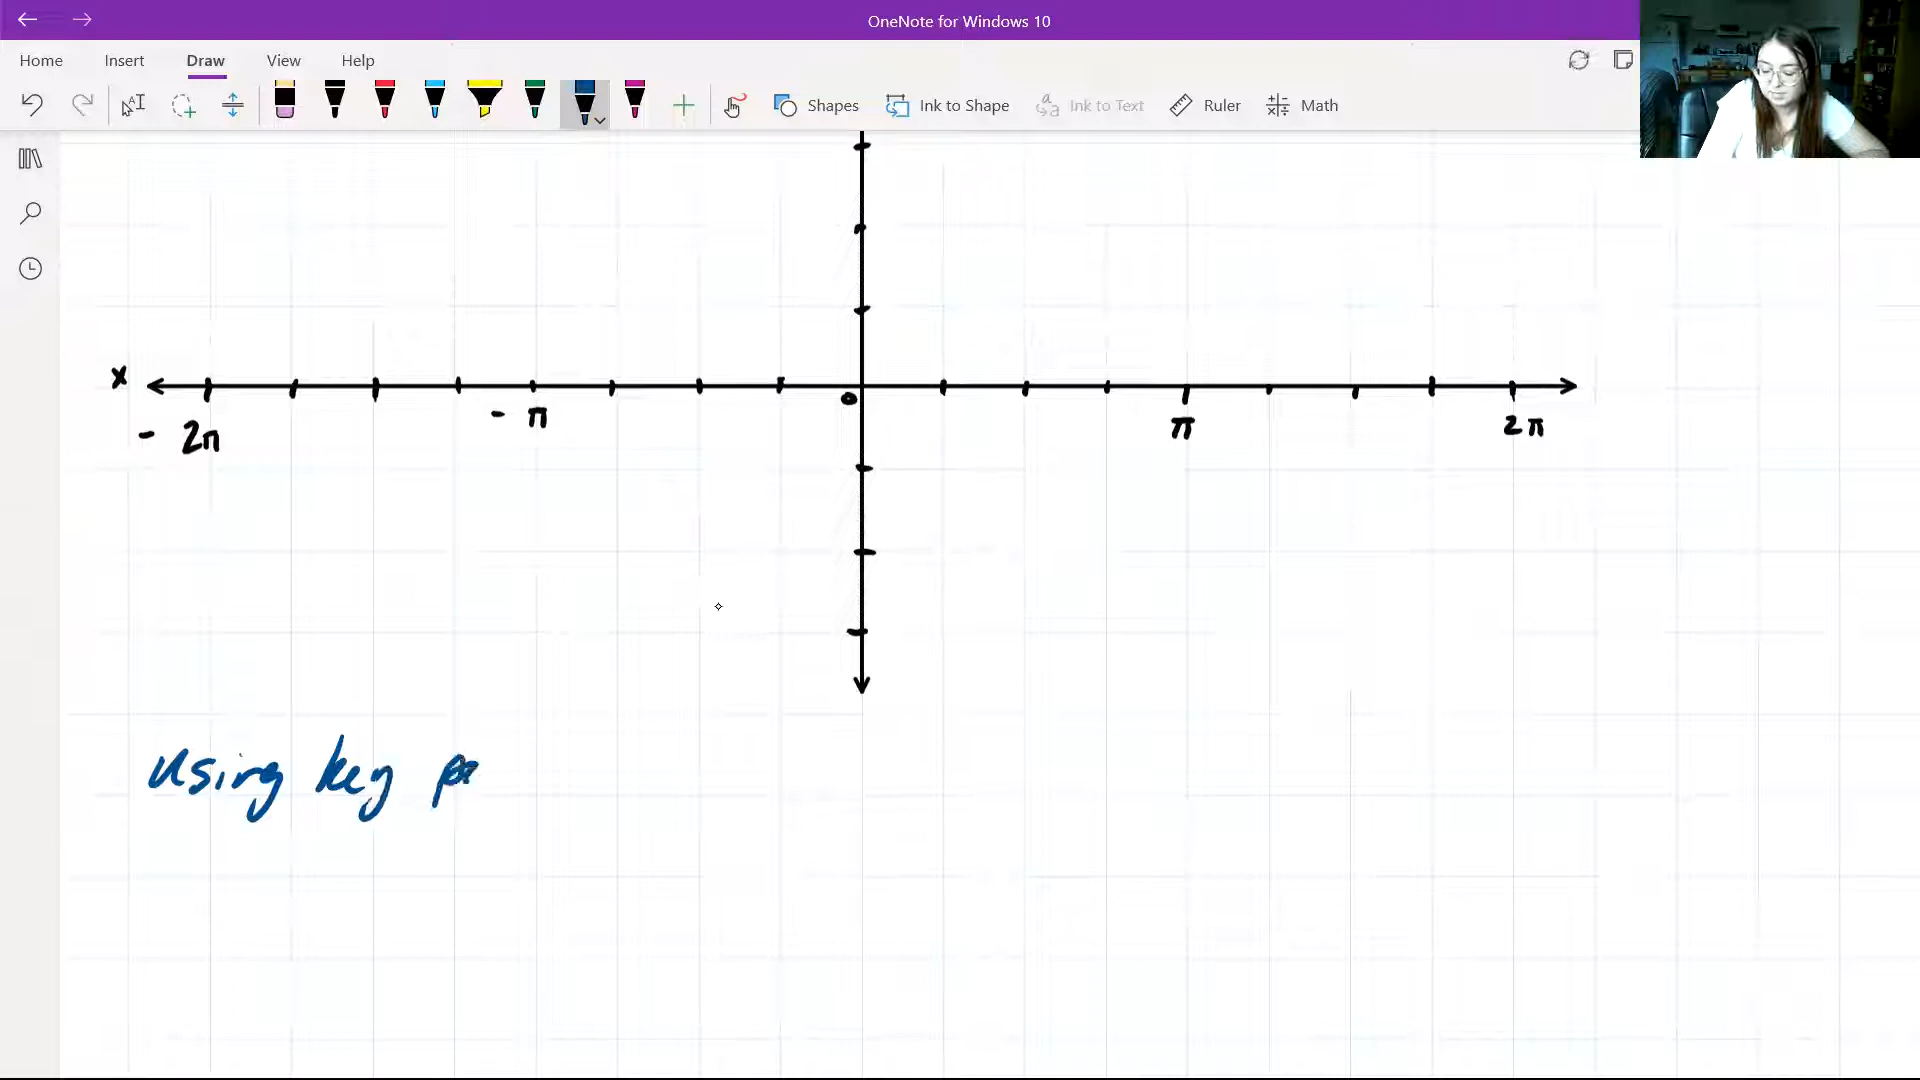 OneNote for Windows 10
Home Insert Draw View Help
Shapes Ink to Shape Ink to Text Ruler Math
x
- 2π - π 0 π 2π
using key